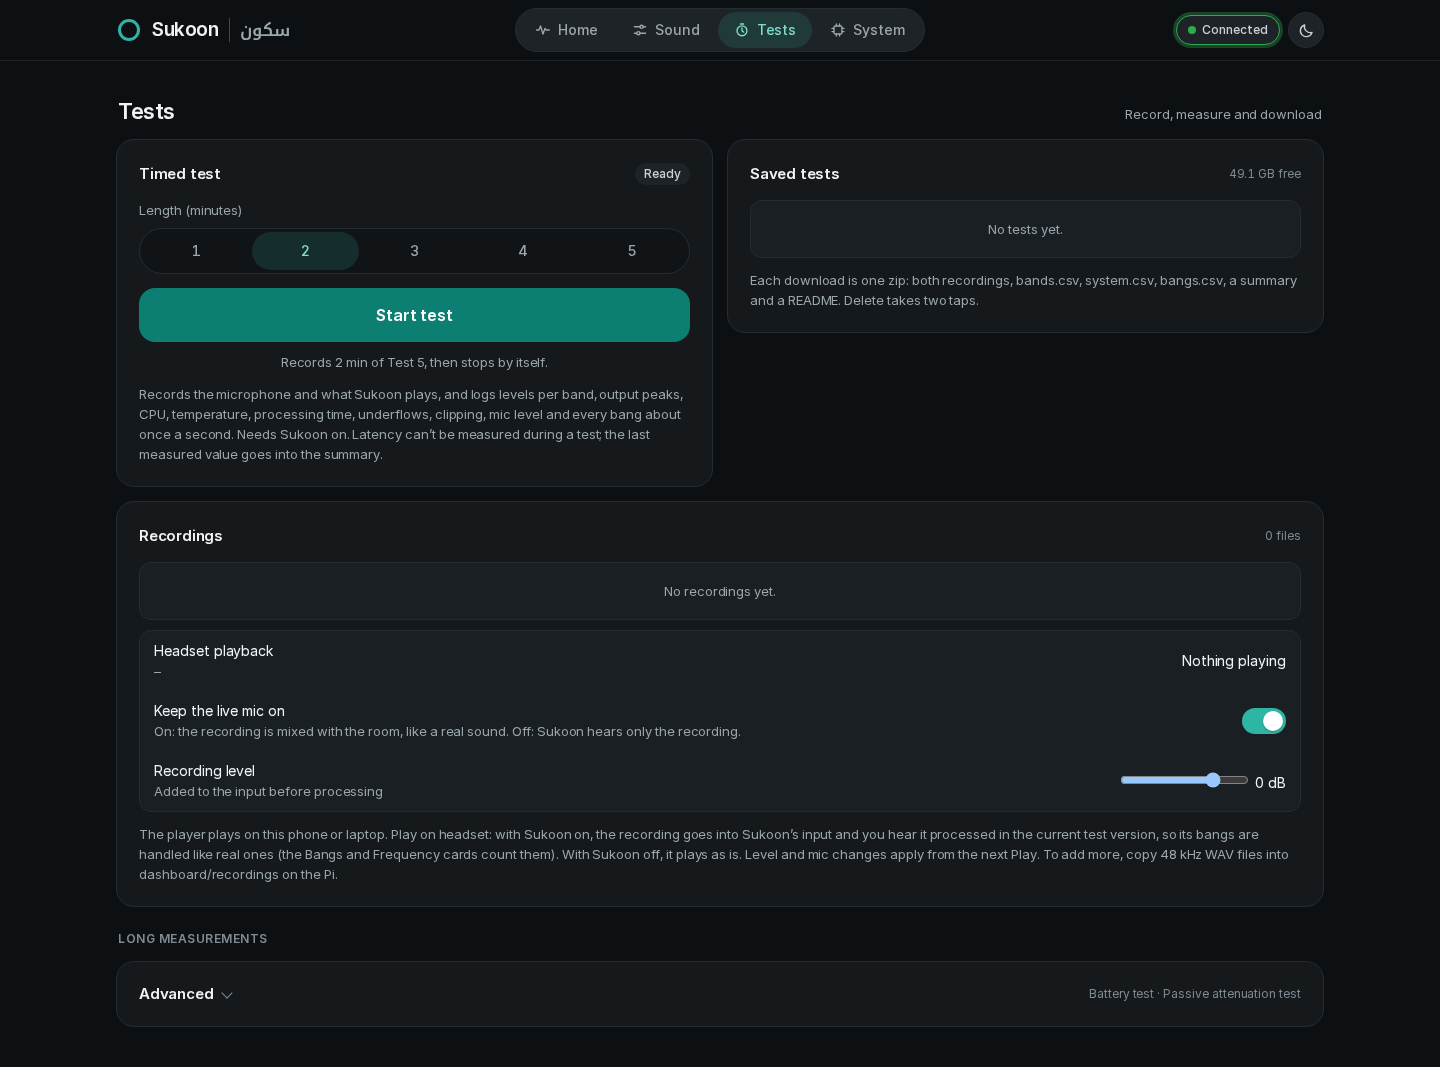 Sukoon
سكون
Home
Sound
Tests
System
Connected
Tests
Record, measure and download
Timed test
Ready
Length (minutes)
1
2
3
4
5
Start test
Records 2 min of Test 5, then stops by itself.
Records the microphone and what Sukoon plays, and logs levels per band, output peaks,
CPU, temperature, processing time, underflows, clipping, mic level and every bang about
once a second. Needs Sukoon on. Latency can’t be measured during a test; the last
measured value goes into the summary.
Saved tests
49.1 GB free
No tests yet.
Each download is one zip: both recordings, bands.csv, system.csv, bangs.csv, a summary
and a README. Delete takes two taps.
Recordings
0 files
No recordings yet.
Headset playback
–
Nothing playing
Keep the live mic on
On: the recording is mixed with the room, like a real sound. Off: Sukoon hears only the recording.
Recording level
Added to the input before processing
0 dB
The player plays on this phone or laptop. Play on headset: with Sukoon on, the recording goes into Sukoon’s input and you hear it processed in the current test version, so its bangs are
handled like real ones (the Bangs and Frequency cards count them). With Sukoon off, it plays as is. Level and mic changes apply from the next Play. To add more, copy 48 kHz WAV files into
dashboard/recordings on the Pi.
LONG MEASUREMENTS
Advanced
Battery test · Passive attenuation test